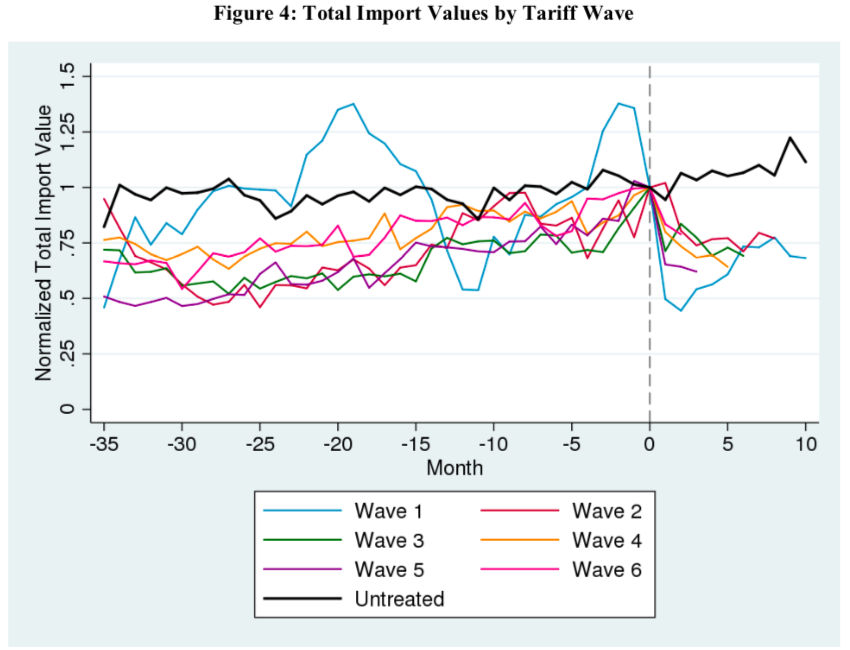 Figure 4: Total Import Values by Tariff Wave
Normalized Total Import Value
1.5
1.25
1
.75
.5
.25
0
-35 -30 -25 -20 -15 -10 -5 0 5 10
Month
Wave 1 Wave 2
Wave 3 Wave 4
Wave 5 Wave 6
Untreated